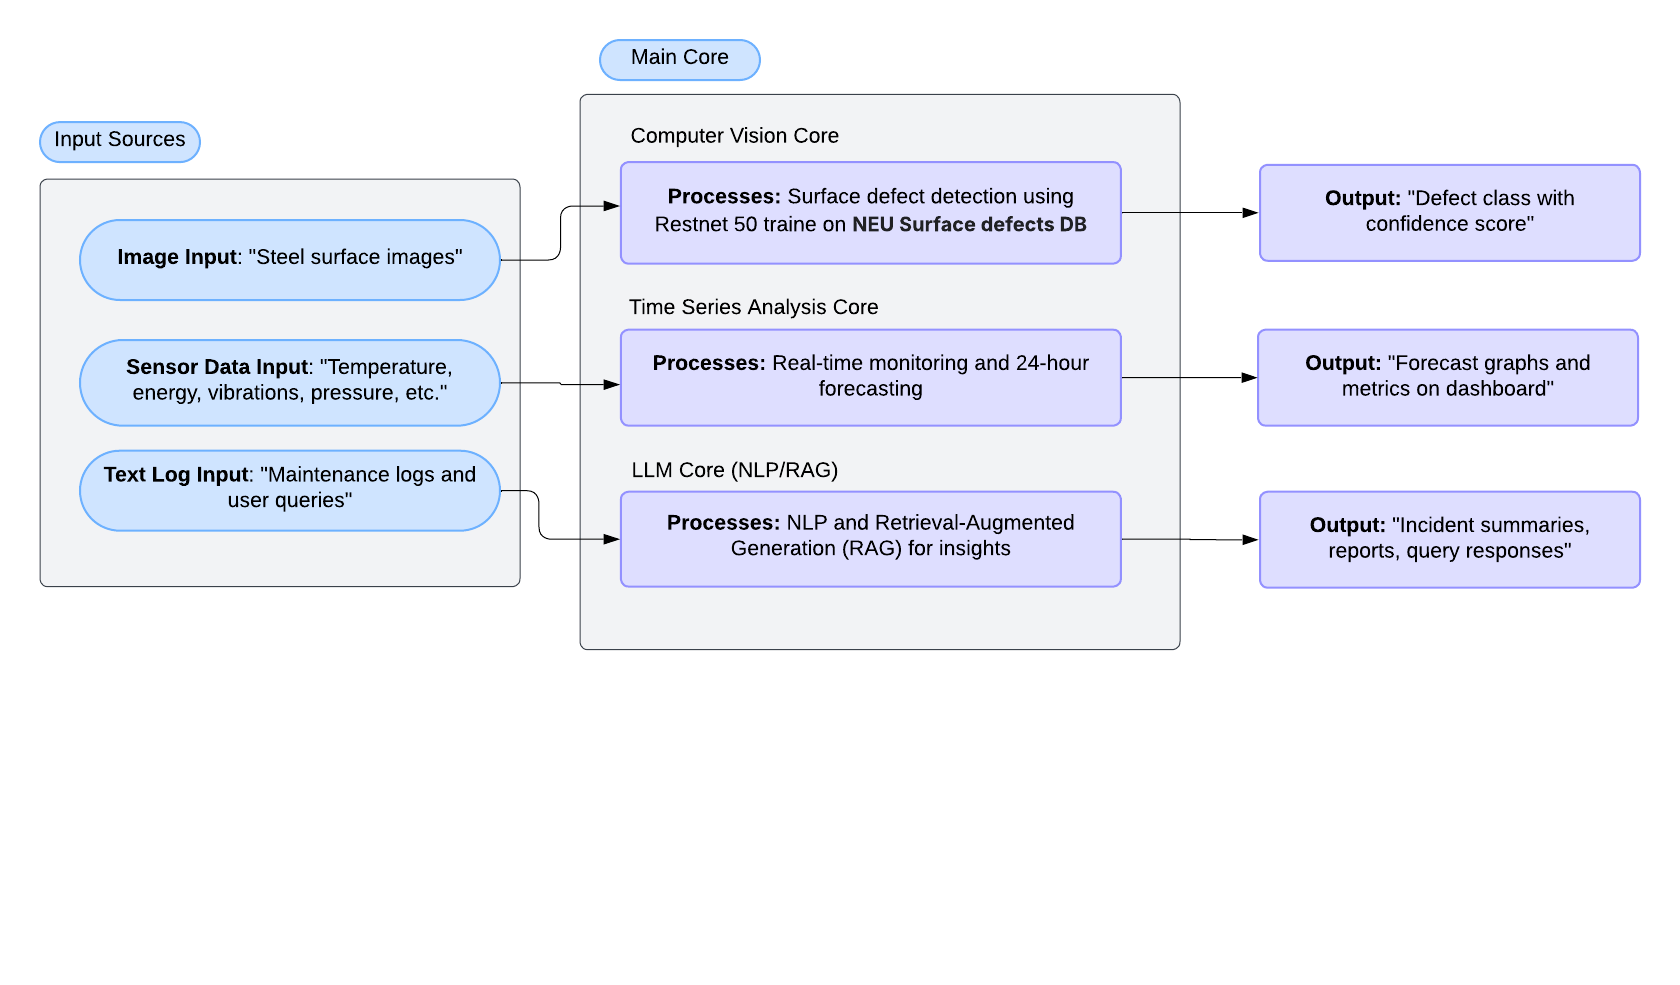 Main Core
Input Sources
Computer Vision Core
Image Input: "Steel surface images"
Processes: Surface defect detection using
Restnet 50 traine on NEU Surface defects DB
Output: "Defect class with
confidence score"
Time Series Analysis Core
Sensor Data Input: "Temperature,
energy, vibrations, pressure, etc."
Processes: Real-time monitoring and 24-hour
forecasting
Output: "Forecast graphs and
metrics on dashboard"
LLM Core (NLP/RAG)
Text Log Input: "Maintenance logs and
user queries"
Processes: NLP and Retrieval-Augmented
Generation (RAG) for insights
Output: "Incident summaries,
reports, query responses"